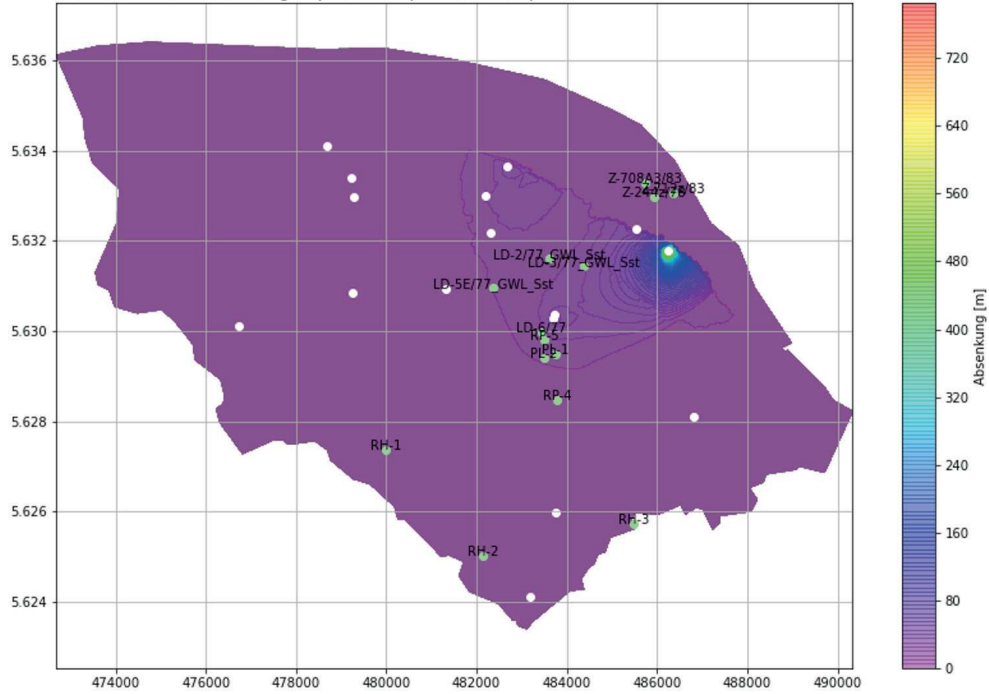 5.636
5.634
5.632
5.630
5.628
5.626
5.624
474000 476000 478000 480000 482000 484000 486000 488000 490000
Z-708A3/83
LD-2/77_GWL_Sst
LD-3/77_GWL_Sst
LD-5E/77_GWL_Sst
LD-6/77
RP-5
PL-1
RP-4
RH-1
RH-3
RH-2
720
640
560
480
400
320
240
160
80
0
Absenkung [m]